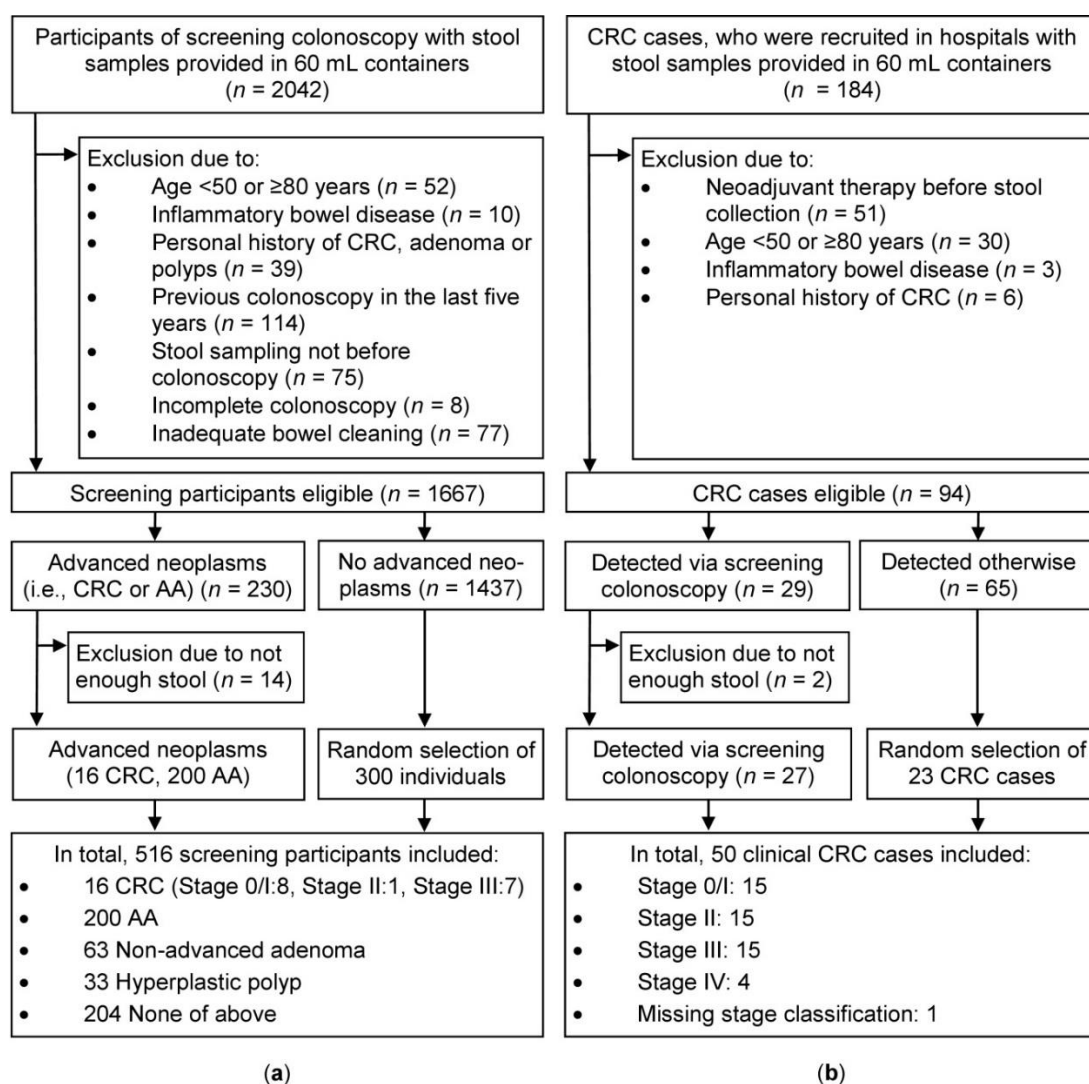 Participants of screening colonoscopy with stool
samples provided in 60 mL containers
(n = 2042)
Exclusion due to:
• Age <50 or ≥80 years (n = 52)
• Inflammatory bowel disease (n = 10)
• Personal history of CRC, adenoma or
polyps (n = 39)
• Previous colonoscopy in the last five
years (n = 114)
• Stool sampling not before
colonoscopy (n = 75)
• Incomplete colonoscopy (n = 8)
• Inadequate bowel cleaning (n = 77)
Screening participants eligible (n = 1667)
Advanced neoplasms
(i.e., CRC or AA) (n = 230)
No advanced neo-
plasms (n = 1437)
Exclusion due to not
enough stool (n = 14)
Advanced neoplasms
(16 CRC, 200 AA)
Random selection of
300 individuals
In total, 516 screening participants included:
• 16 CRC (Stage 0/I:8, Stage II:1, Stage III:7)
• 200 AA
• 63 Non-advanced adenoma
• 33 Hyperplastic polyp
• 204 None of above
(a)
CRC cases, who were recruited in hospitals with
stool samples provided in 60 mL containers
(n = 184)
Exclusion due to:
• Neoadjuvant therapy before stool
collection (n = 51)
• Age <50 or ≥80 years (n = 30)
• Inflammatory bowel disease (n = 3)
• Personal history of CRC (n = 6)
CRC cases eligible (n = 94)
Detected via screening
colonoscopy (n = 29)
Detected otherwise
(n = 65)
Exclusion due to not
enough stool (n = 2)
Detected via screening
colonoscopy (n = 27)
Random selection of
23 CRC cases
In total, 50 clinical CRC cases included:
• Stage 0/I: 15
• Stage II: 15
• Stage III: 15
• Stage IV: 4
• Missing stage classification: 1
(b)